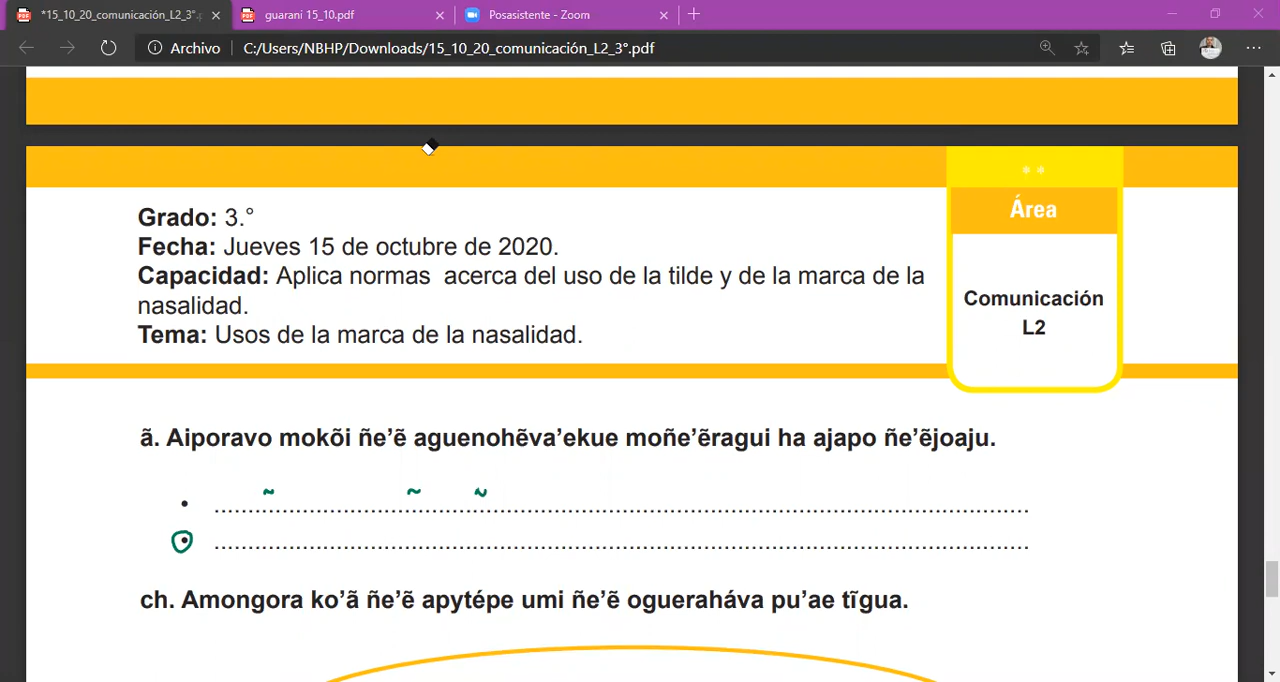 *15_10_20_comunicación_L2_3°.p
guaraní 15_10.pdf
Posasistente - Zoom
Archivo
C:/Users/NBHP/Downloads/15_10_20_comunicación_L2_3°.pdf
* *
Grado: 3.°
Fecha: Jueves 15 de octubre de 2020.
Capacidad: Aplica normas acerca del uso de la tilde y de la marca de la
nasalidad.
Tema: Usos de la marca de la nasalidad.
Área
Comunicación
L2
ã. Aiporavo mokõi ñe’ẽ aguenohẽva’ekue moñe’ẽragui ha ajapo ñe’ẽjoaju.
~ ~ ~
• ........................................................................
• ........................................................................
ch. Amongora ko’ã ñe’ẽ apytépe umi ñe’ẽ ogueraháva pu’ae tĩgua.